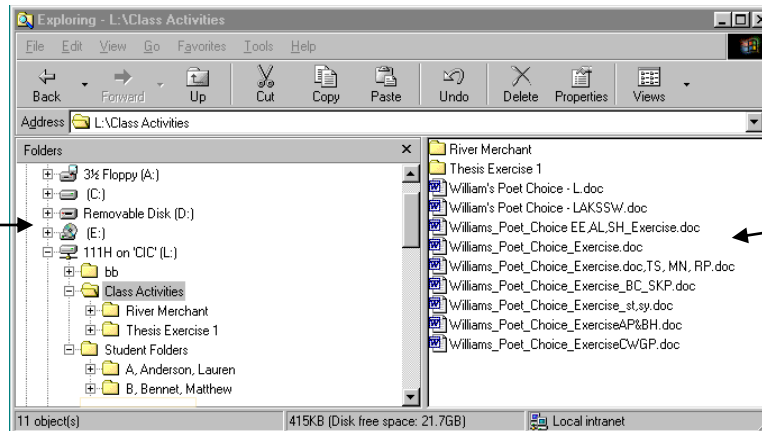 Exploring - L:\Class Activities
File Edit View Go Favorites Tools Help
Back Forward Up Cut Copy Paste Undo Delete Properties Views
Address L:\Class Activities
Folders
3½ Floppy (A:)
(C:)
Removable Disk (D:)
(E:)
111H on 'CIC' (L:)
bb
Class Activities
River Merchant
Thesis Exercise 1
Student Folders
A, Anderson, Lauren
B, Bennet, Matthew
River Merchant
Thesis Exercise 1
William's Poet Choice - L.doc
William's Poet Choice - LAKSSW.doc
Williams_Poet_Choice EE,AL,SH_Exercise.doc
Williams_Poet_Choice_Exercise.doc
Williams_Poet_Choice_Exercise.doc,TS, MN, RP.doc
Williams_Poet_Choice_Exercise_BC_SKP.doc
Williams_Poet_Choice_Exercise_st,sy.doc
Williams_Poet_Choice_ExerciseAP&BH.doc
Williams_Poet_Choice_ExerciseCWGP.doc
11 object(s) 415KB (Disk free space: 21.7GB) Local intranet